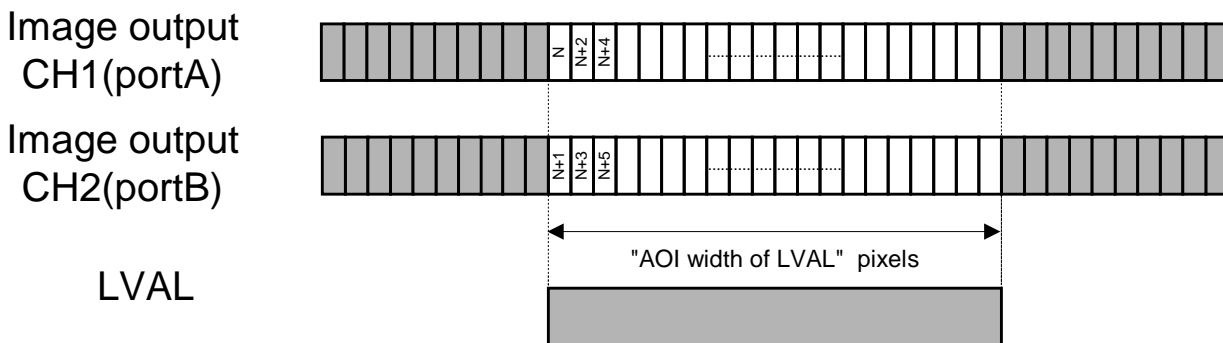 Image output
CH1(portA)
N
N+2
N+4
Image output
CH2(portB)
N+1
N+3
N+5
"AOI width of LVAL" pixels
LVAL